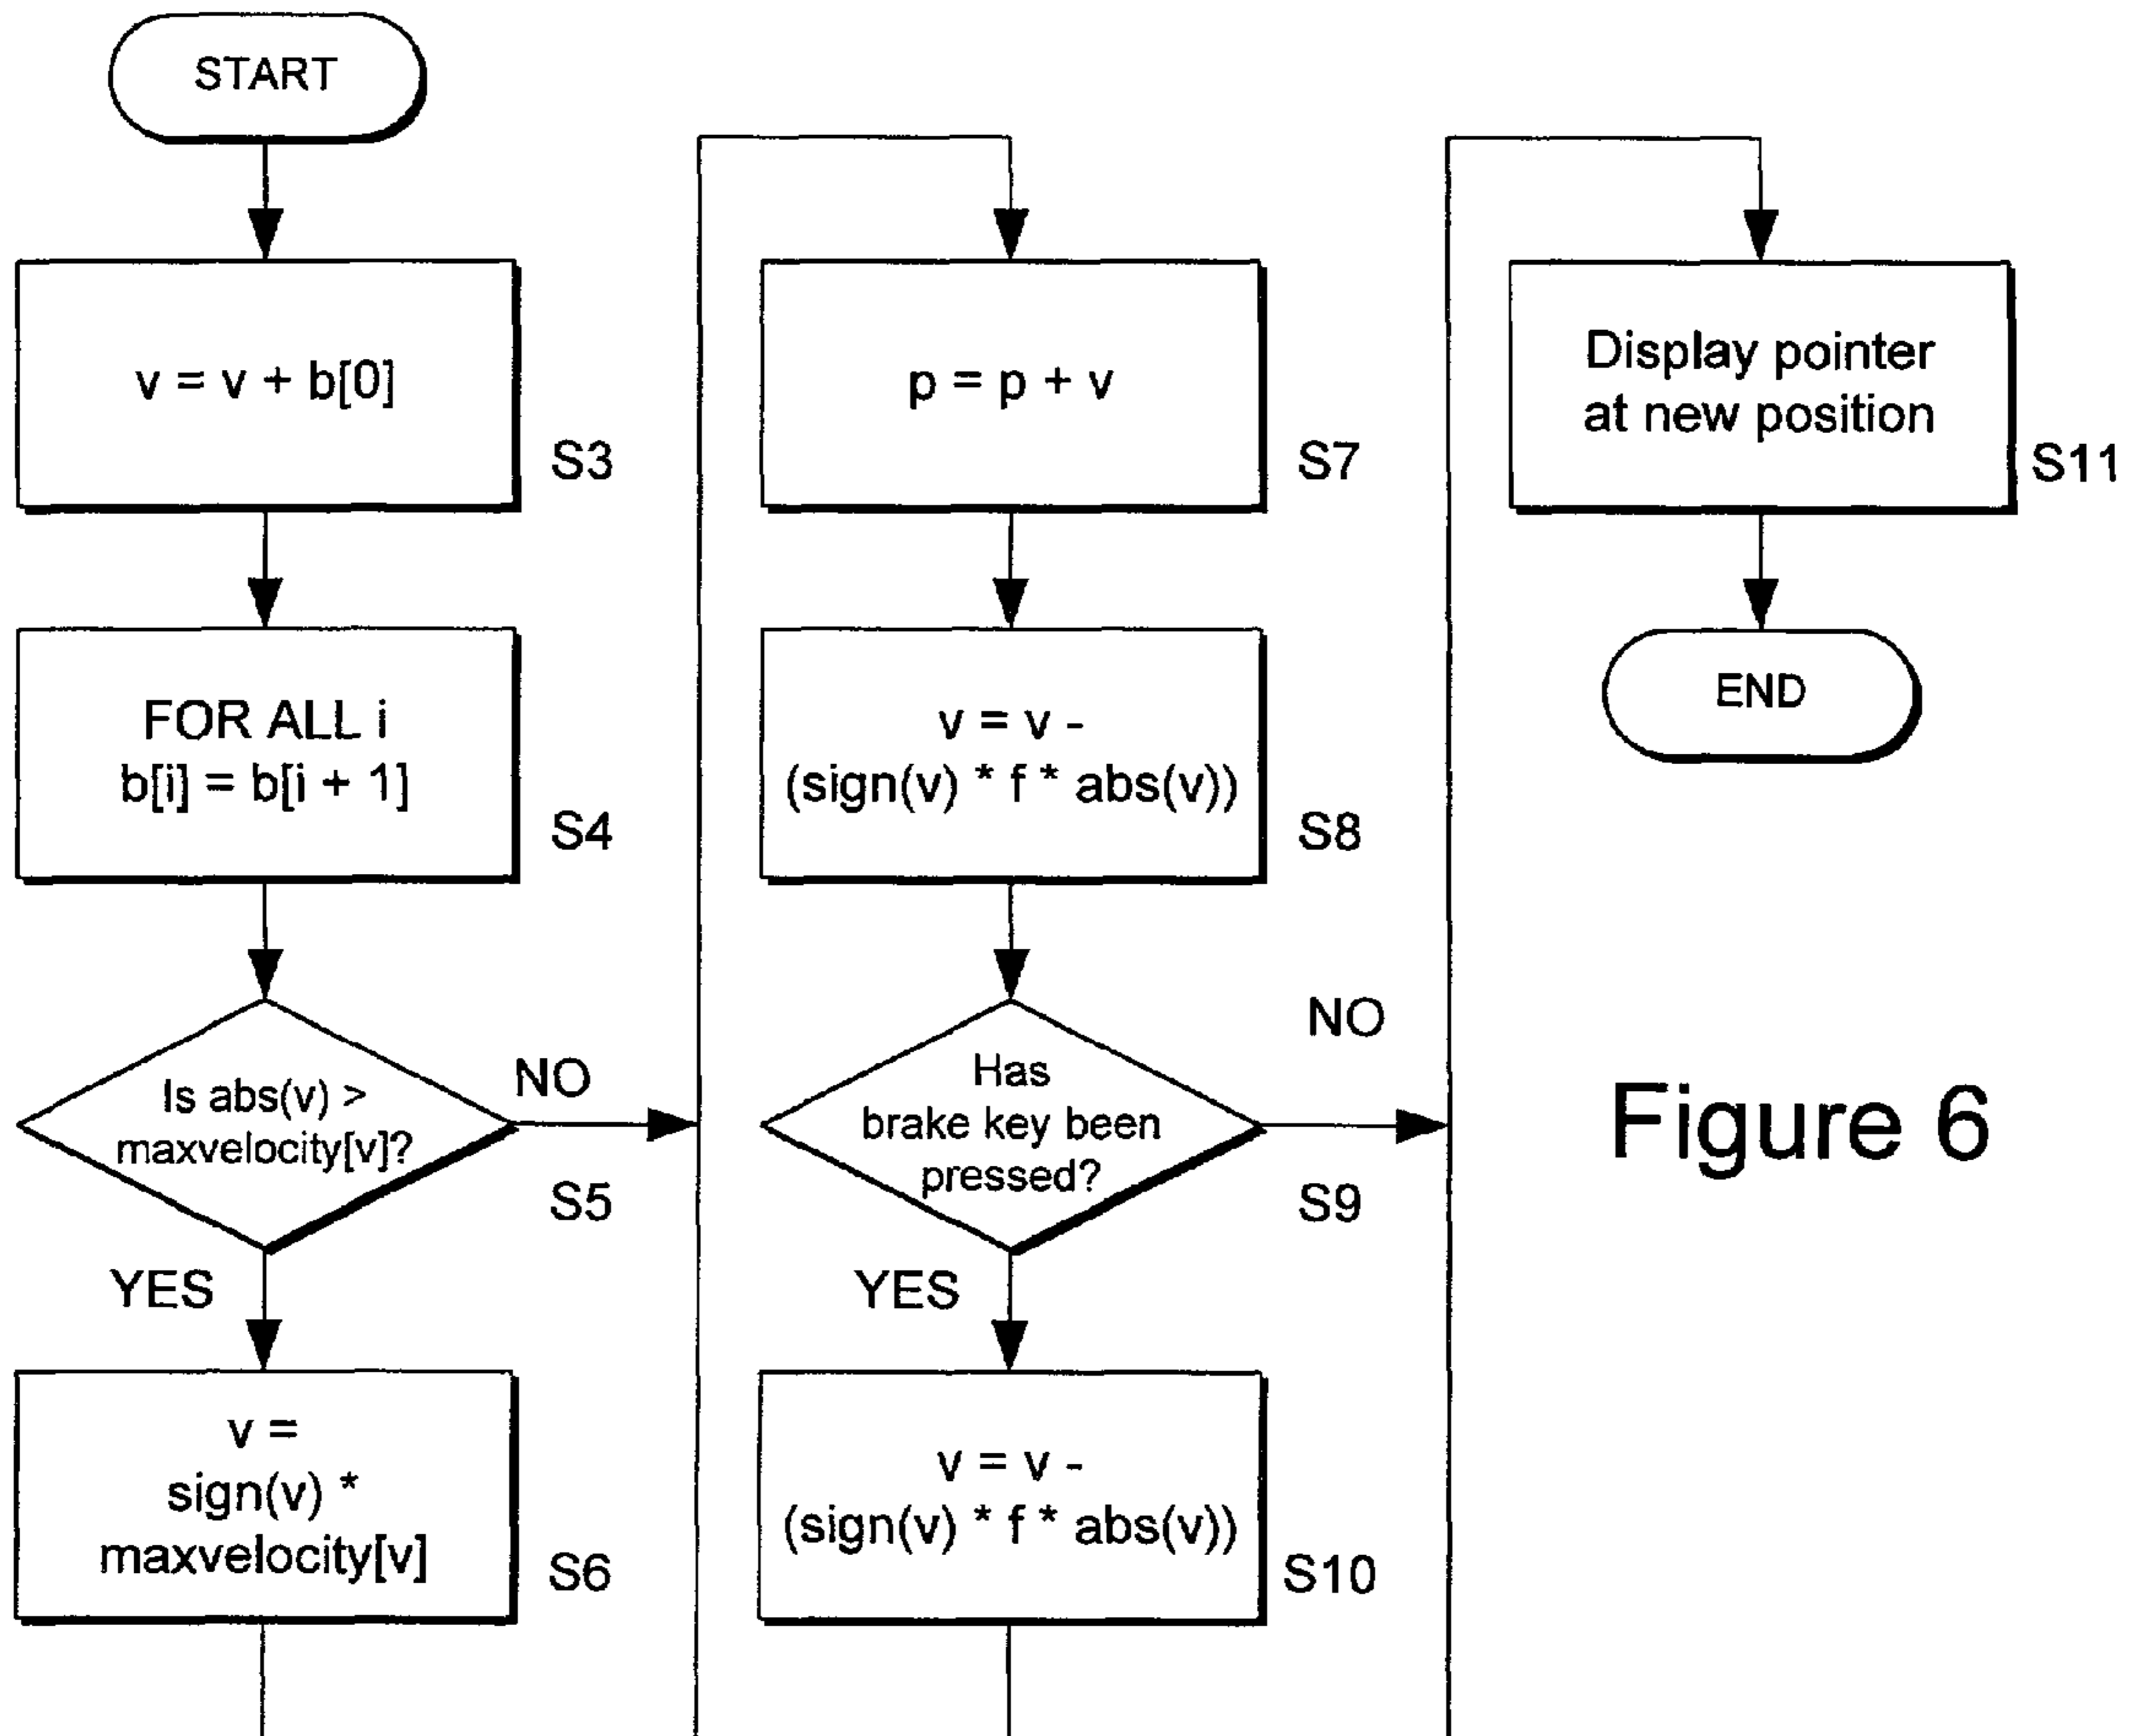 START
v = v + b[0]
S3
FOR ALL i
b[i] = b[i + 1]
S4
Is abs(v) >
maxvelocity[v]?
NO
S5
YES
v =
sign(v) *
maxvelocity[v]
S6
p = p + v
S7
v = v -
(sign(v) * f * abs(v))
S8
Has
brake key been
pressed?
NO
S9
YES
v = v -
(sign(v) * f * abs(v))
S10
Display pointer
at new position
S11
END
Figure 6